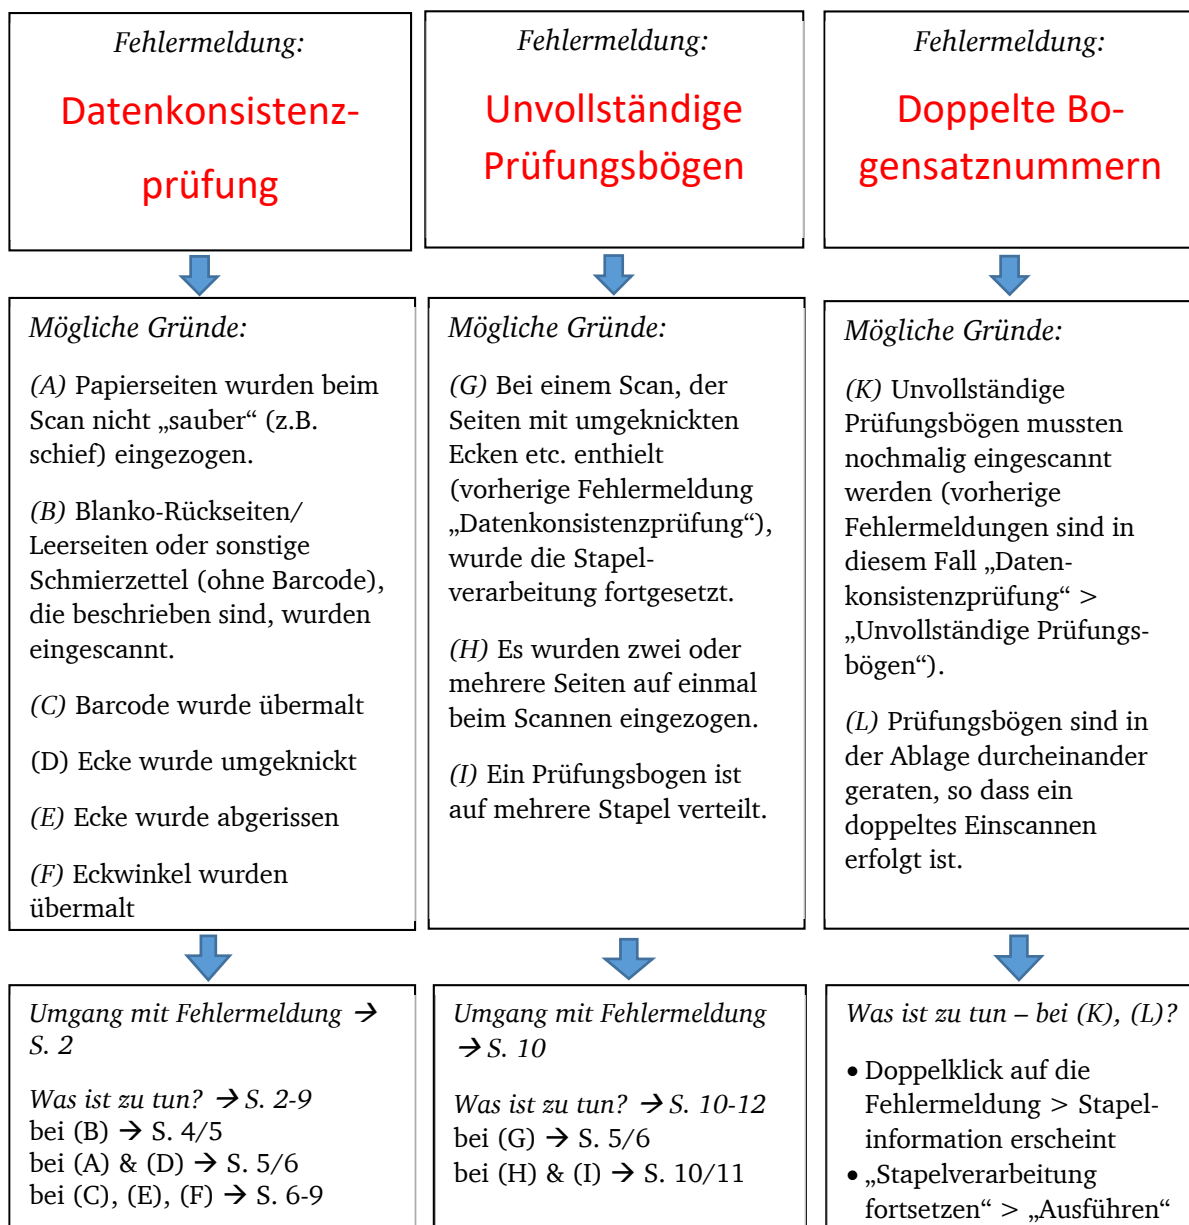 Fehlermeldung:
Datenkonsistenz-
prüfung
Mögliche Gründe:
(A) Papierseiten wurden beim
Scan nicht „sauber“ (z.B.
schief) eingezogen.
(B) Blanko-Rückseiten/
Leerseiten oder sonstige
Schmierzettel (ohne Barcode),
die beschrieben sind, wurden
eingescannt.
(C) Barcode wurde übermalt
(D) Ecke wurde umgeknickt
(E) Ecke wurde abgerissen
(F) Eckwinkel wurden
übermalt
Umgang mit Fehlermeldung →
S. 2
Was ist zu tun? → S. 2-9
bei (B) → S. 4/5
bei (A) & (D) → S. 5/6
bei (C), (E), (F) → S. 6-9
Fehlermeldung:
Unvollständige
Prüfungsbögen
Mögliche Gründe:
(G) Bei einem Scan, der
Seiten mit umgeknickten
Ecken etc. enthielt
(vorherige Fehlermeldung
„Datenkonsistenzprüfung“),
wurde die Stapel-
verarbeitung fortgesetzt.
(H) Es wurden zwei oder
mehrere Seiten auf einmal
beim Scannen eingezogen.
(I) Ein Prüfungsbogen ist
auf mehrere Stapel verteilt.
Umgang mit Fehlermeldung
→ S. 10
Was ist zu tun? → S. 10-12
bei (G) → S. 5/6
bei (H) & (I) → S. 10/11
Fehlermeldung:
Doppelte Bo-
gensatznummern
Mögliche Gründe:
(K) Unvollständige
Prüfungsbögen mussten
nochmalig eingescannt
werden (vorherige
Fehlermeldungen sind in
diesem Fall „Daten-
konsistenzprüfung“ >
„Unvollständige Prüfungs-
bögen“).
(L) Prüfungsbögen sind in
der Ablage durcheinander
geraten, so dass ein
doppeltes Einscannen
erfolgt ist.
Was ist zu tun – bei (K), (L)?
• Doppelklick auf die
Fehlermeldung > Stapel-
information erscheint
• „Stapelverarbeitung
fortsetzen“ > „Ausführen“